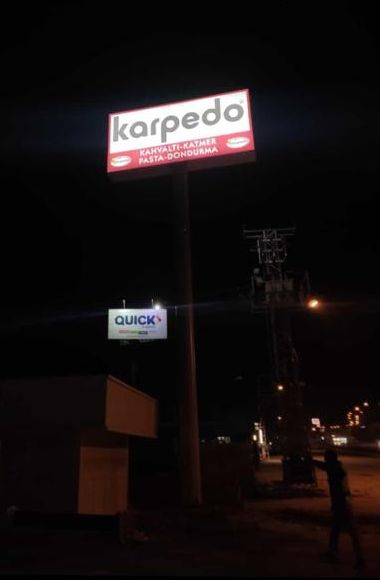 karpedo
KAHVALTI-KATMER
PASTA-DONDURMA
QUICK